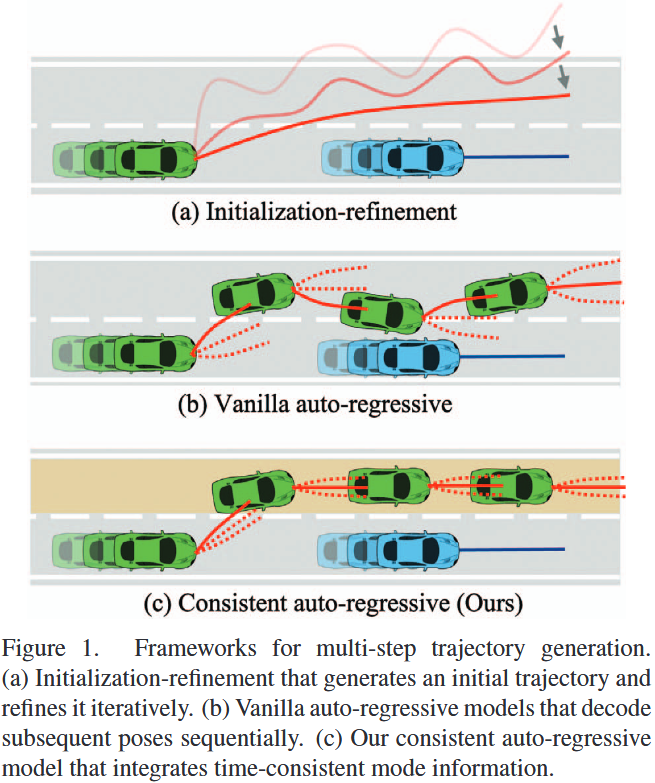 (a) Initialization-refinement
(b) Vanilla auto-regressive
(c) Consistent auto-regressive (Ours)
Figure 1. Frameworks for multi-step trajectory generation.
(a) Initialization-refinement that generates an initial trajectory and
refines it iteratively. (b) Vanilla auto-regressive models that decode
subsequent poses sequentially. (c) Our consistent auto-regressive
model that integrates time-consistent mode information.